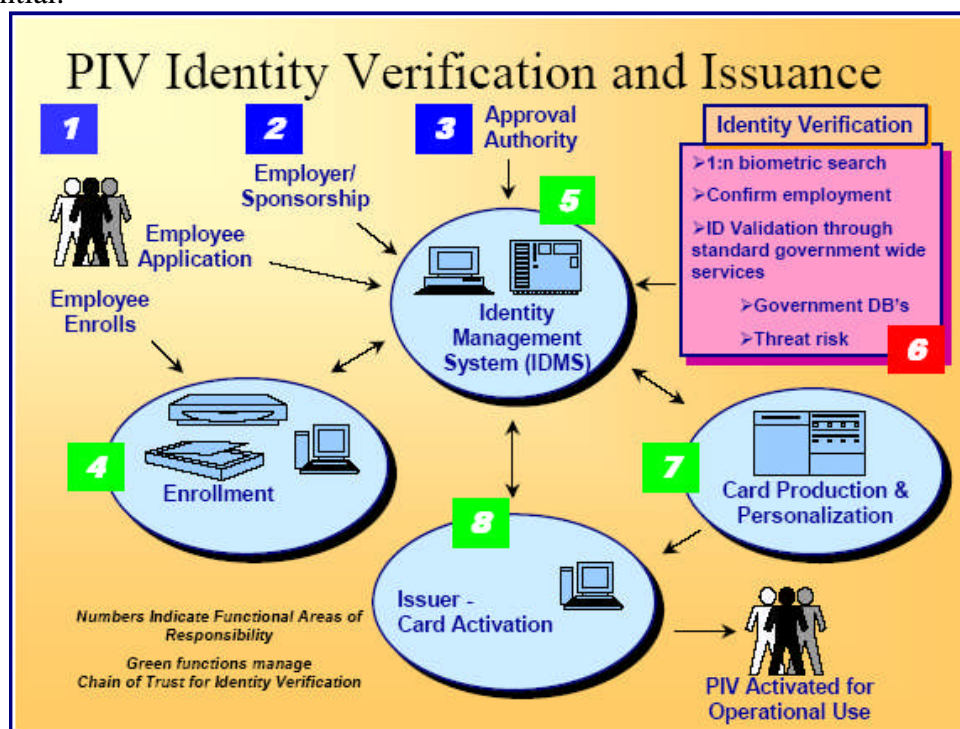 ntial.
PIV Identity Verification and Issuance
1
2
3
Approval
Authority
Identity Verification
➢1:n biometric search
➢Confirm employment
➢ID Validation through
standard government wide
services
➢Government DB's
➢Threat risk
6
Employer/
Sponsorship
5
Employee
Application
Employee
Enrolls
Identity
Management
System (IDMS)
4
Enrollment
7
Card Production &
Personalization
8
Issuer -
Card Activation
Numbers Indicate Functional Areas of
Responsibility
Green functions manage
Chain of Trust for Identity Verification
PIV Activated for
Operational Use